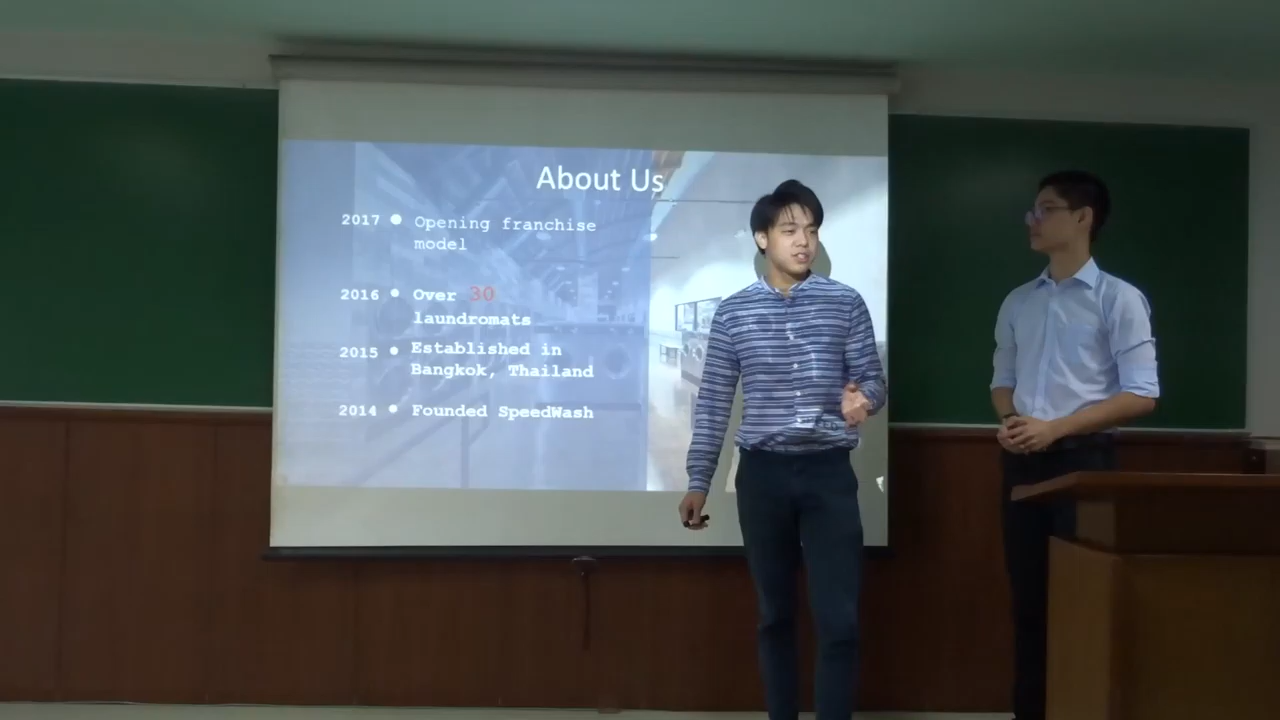 About Us
2017 Opening franchise
model
2016 Over 30
laundromats
2015 Established in
Bangkok, Thailand
2014 Founded SpeedWash